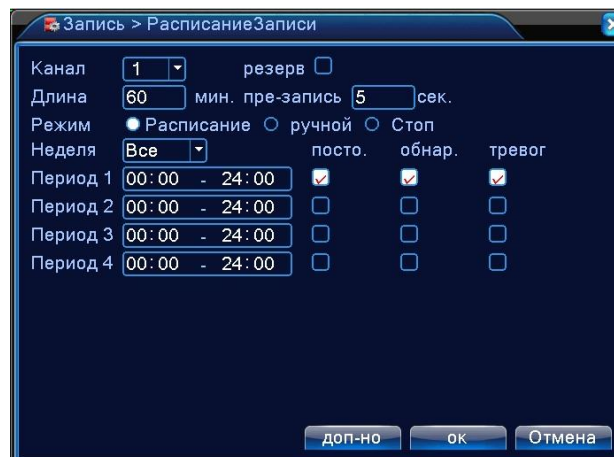 Запись > РасписаниеЗаписи
Канал 1 резерв
Длина 60 мин. пре-запись 5 сек.
Режим Расписание ручной Стоп
Неделя Все посто. обнар. тревог
Период 1 00:00 - 24:00
Период 2 00:00 - 24:00
Период 3 00:00 - 24:00
Период 4 00:00 - 24:00
доп-но ок Отмена